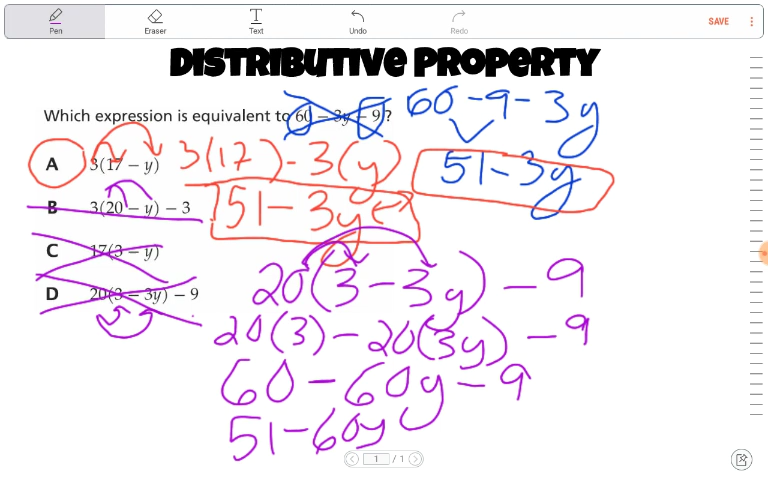 Pen Eraser Text Undo Redo SAVE
DISTRIBUTIVE PROPERTY
Which expression is equivalent to 60 − 3y − 9?
60 - 9 - 3y
51 - 3y
A 3(17 − y)
3(17) - 3(y)
51 - 3y
B 3(20 − y) − 3
C 17(3 − y)
D 20(3 − 3y) − 9
20(3 - 3y) - 9
20(3) - 20(3y) - 9
60 - 60y - 9
51 - 60y
1 / 1